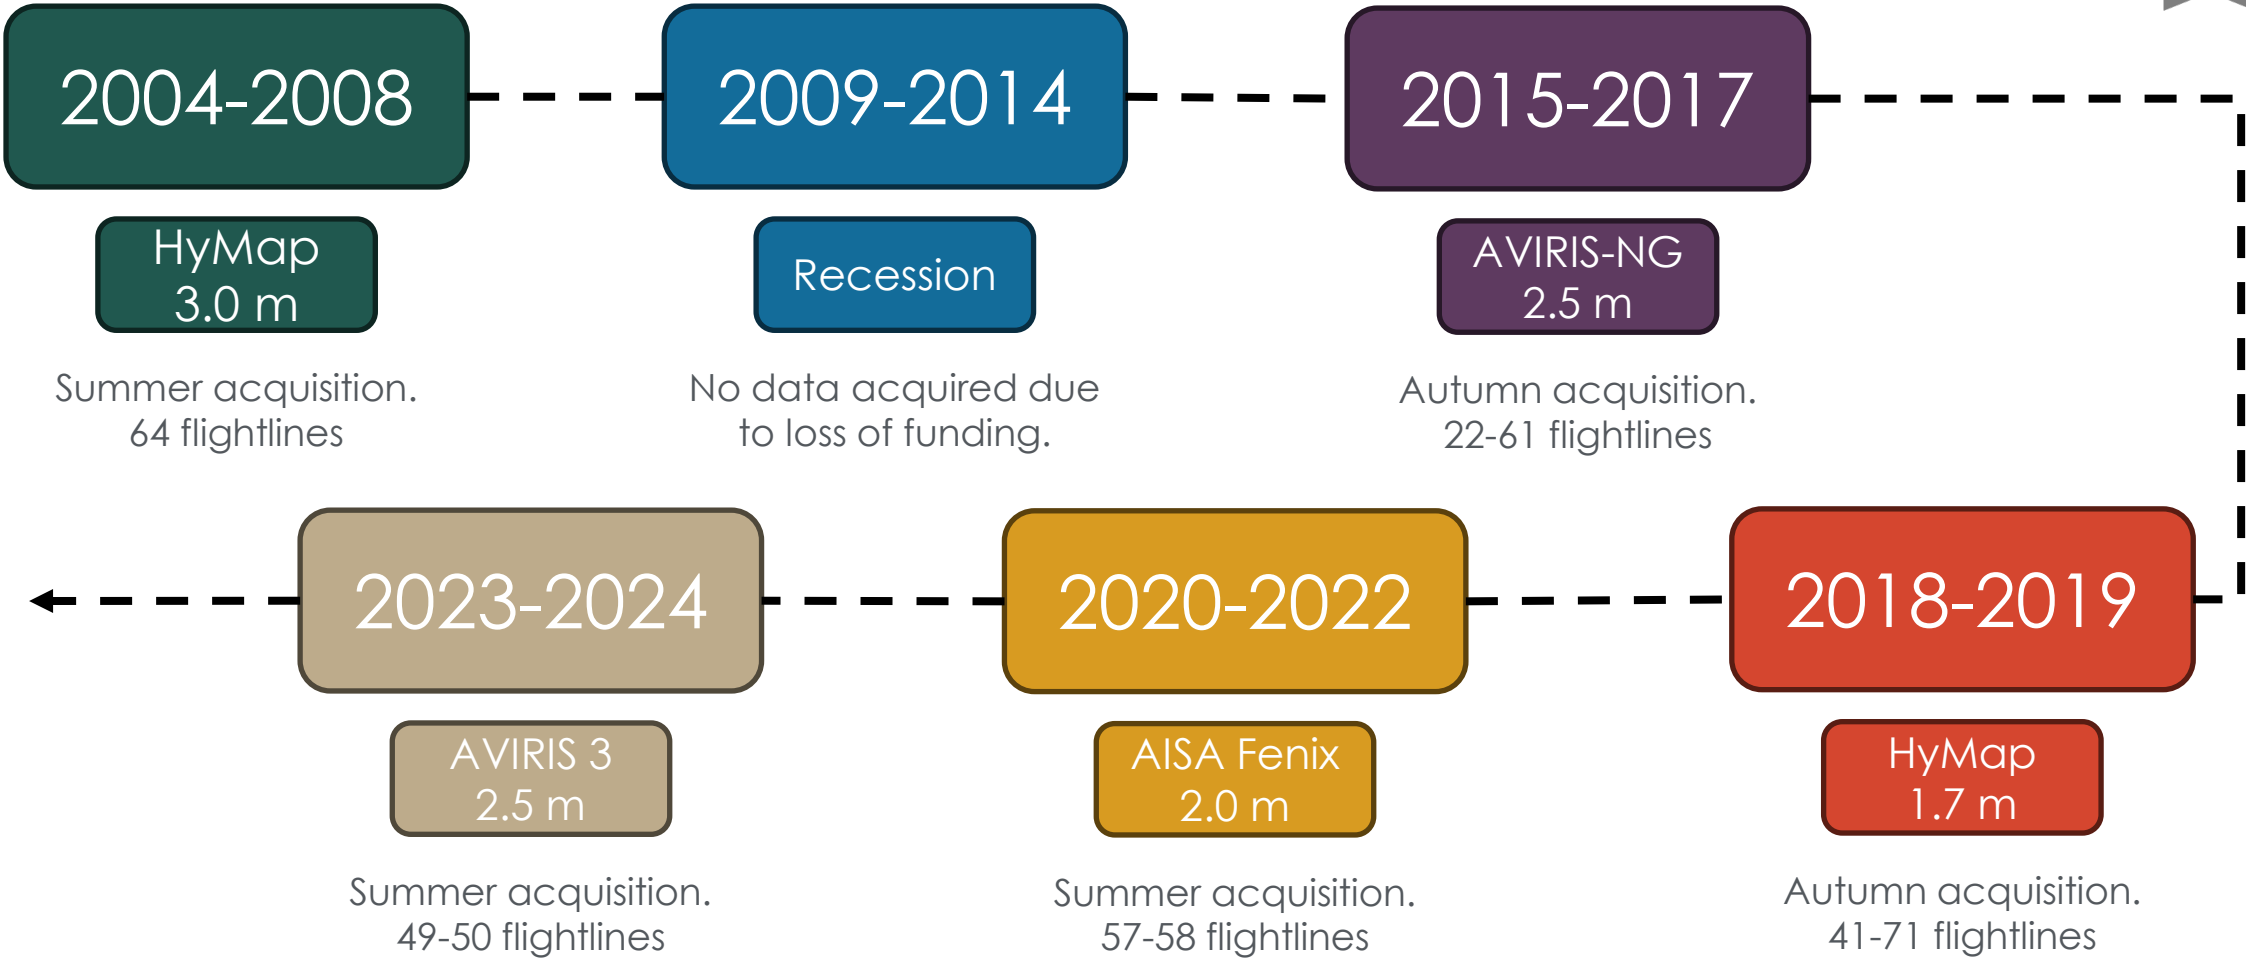 2004-2008
HyMap
3.0 m
Summer acquisition.
64 flightlines
2009-2014
Recession
No data acquired due
to loss of funding.
2015-2017
AVIRIS-NG
2.5 m
Autumn acquisition.
22-61 flightlines
2018-2019
HyMap
1.7 m
Autumn acquisition.
41-71 flightlines
2020-2022
AISA Fenix
2.0 m
Summer acquisition.
57-58 flightlines
2023-2024
AVIRIS 3
2.5 m
Summer acquisition.
49-50 flightlines